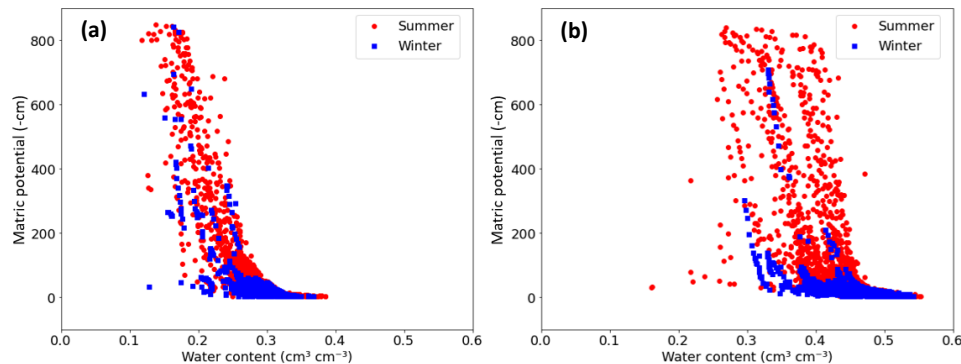 (a)
Summer
Winter
Matric potential (-cm)
800
600
400
200
0
0.0 0.1 0.2 0.3 0.4 0.5 0.6
Water content (cm³ cm⁻³)
(b)
Summer
Winter
Matric potential (-cm)
800
600
400
200
0
0.0 0.1 0.2 0.3 0.4 0.5 0.6
Water content (cm³ cm⁻³)